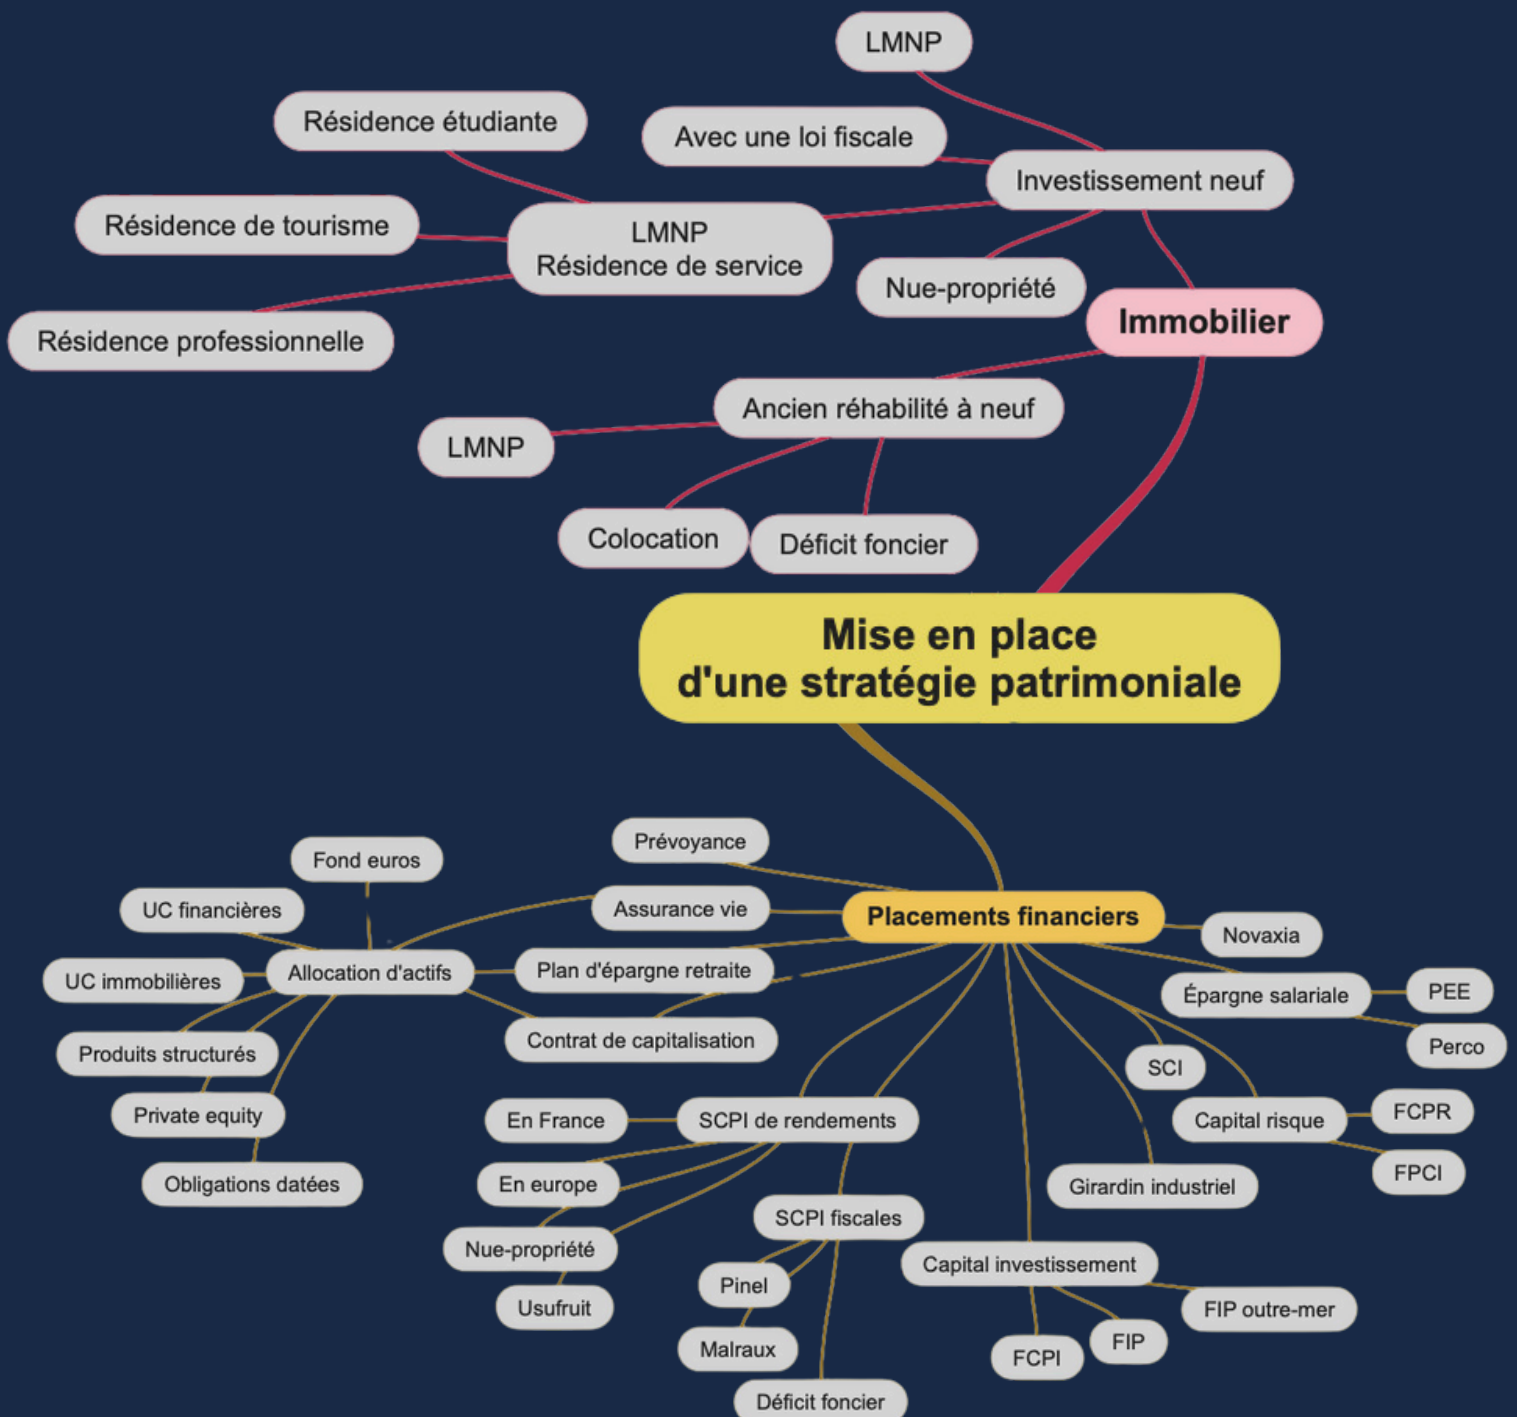 LMNP
Résidence étudiante
Avec une loi fiscale
Investissement neuf
Résidence de tourisme
LMNP
Résidence de service
Nue-propriété
Immobilier
Résidence professionnelle
Ancien réhabilité à neuf
LMNP
Colocation
Déficit foncier
Mise en place
d'une stratégie patrimoniale
Prévoyance
Fond euros
UC financières
Assurance vie
Placements financiers
Novaxia
UC immobilières
Allocation d'actifs
Plan d'épargne retraite
Épargne salariale
PEE
Produits structurés
Contrat de capitalisation
Perco
SCI
Private equity
En France
SCPI de rendements
Capital risque
FCPR
Obligations datées
En europe
Girardin industriel
FPCI
SCPI fiscales
Nue-propriété
Capital investissement
Pinel
Usufruit
FIP outre-mer
Malraux
FCPI
FIP
Déficit foncier